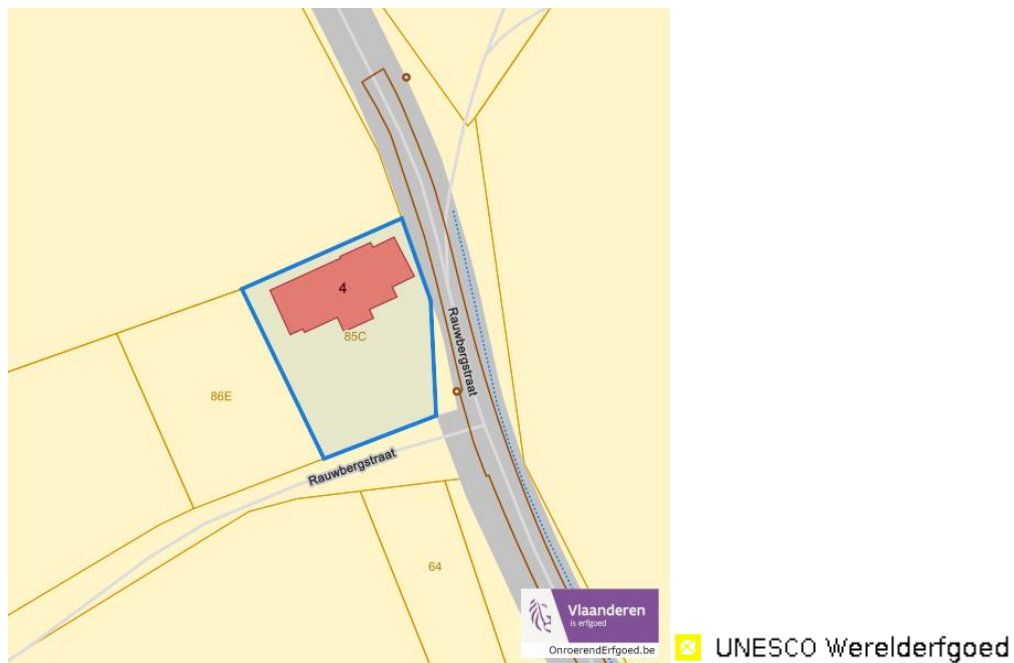 4
85C
Rauwbergstraat
86E
Rauwbergstraat
64
Vlaanderen
is erfgoed
OnroerendErfgoed.be
UNESCO Werelderfgoed